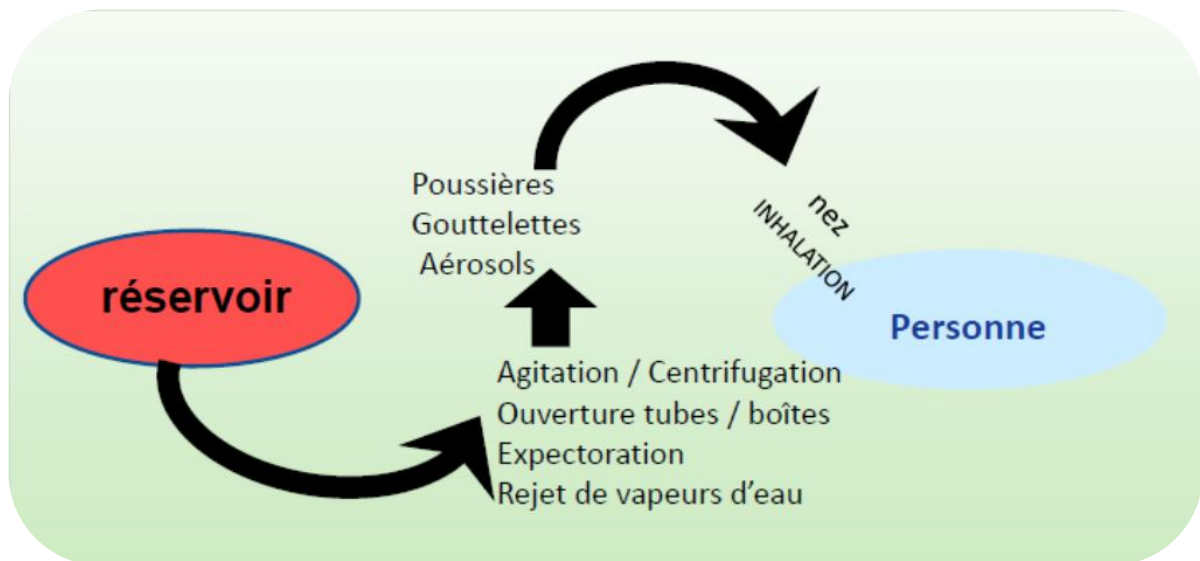 réservoir
Poussières
Gouttelettes
Aérosols
nez
INHALATION
Personne
Agitation / Centrifugation
Ouverture tubes / boîtes
Expectoration
Rejet de vapeurs d'eau